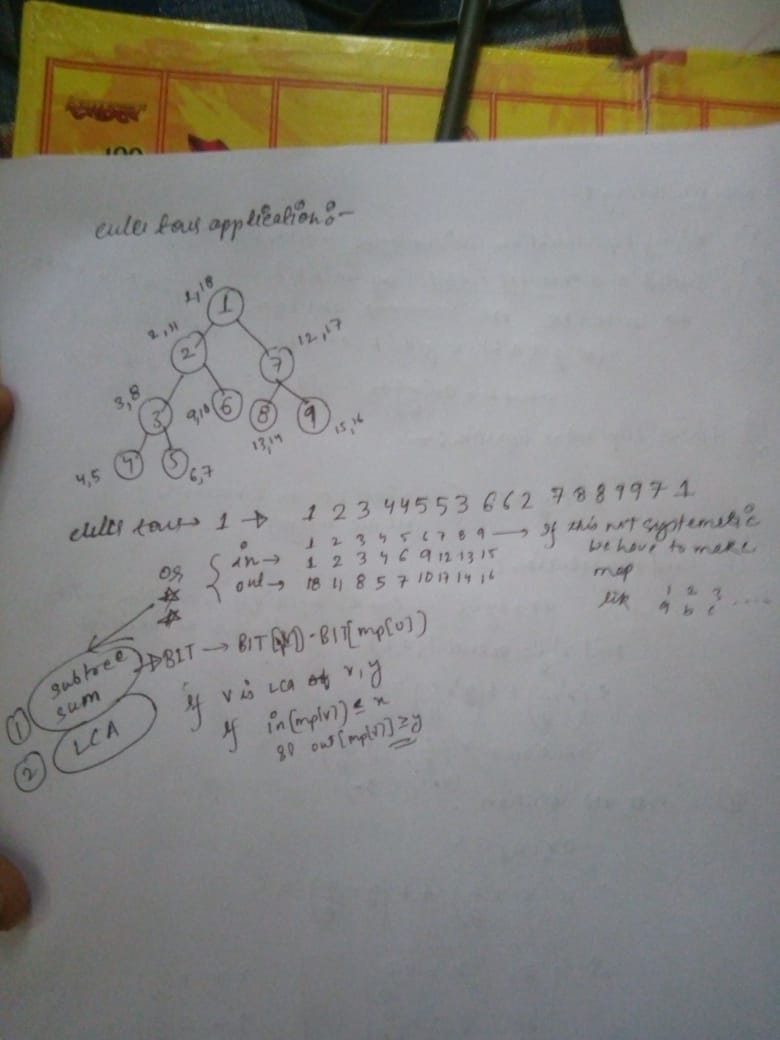 euler tour application :-
1,18
1
2,11
2
12,17
7
3,8
3
9,10
6
8
13,14
9
15,16
4,5
4
5
6,7
euler tour → 1 → 1 2 3 4 4 5 5 3 6 6 2 7 8 8 9 9 7 1
1 2 3 4 5 6 7 8 9 → If this not systematic
or in → 1 2 3 4 6 9 12 13 15 we have to make
out → 18 11 8 5 7 10 17 14 16 map
like 1 2 3 ....
a b c
① subtree sum → BIT → BIT[] - BIT[mp[v]]
② LCA
if v is LCA of x, y
if in[mp[v]] ≤ x
out[mp[v]] ≥ y